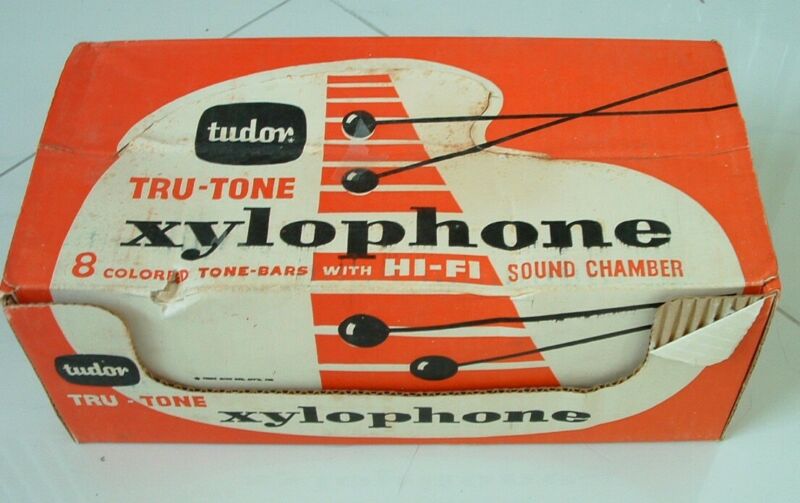 tudor
TRU-TONE
xylophone
8 COLORED TONE-BARS WITH HI-FI SOUND CHAMBER
tudor
TRU-TONE
xylophone